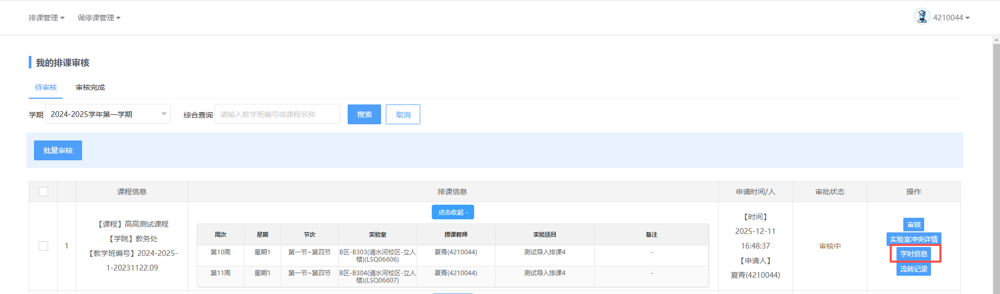 排课管理 调停课管理 4210044
我的排课审核
待审核 审核完成
学期 2024-2025学年第一学期 综合查询 请输入教学班编号或课程名称 搜索 取消
批量审核
课程信息 排课信息 申请时间/人 审批状态 操作
1
【课程】高高测试课程
【学院】教务处
【教学班编号】2024-2025-
1-20231122.09
点击收起 -
周次 星期 节次 实验室 授课教师 实验项目 备注
第10周 星期1 第一节~第四节 B区-B303(清水河校区-立人
楼)(LSQ06606) 夏青(4210044) 测试导入排课4 -
第11周 星期1 第一节~第四节 B区-B304(清水河校区-立人
楼)(LSQ06607) 夏青(4210044) 测试导入排课4 -
【时间】
2025-12-11
16:48:37
【申请人】
夏青(4210044)
审核中
审核
实验室冲突详情
学时信息
流转记录